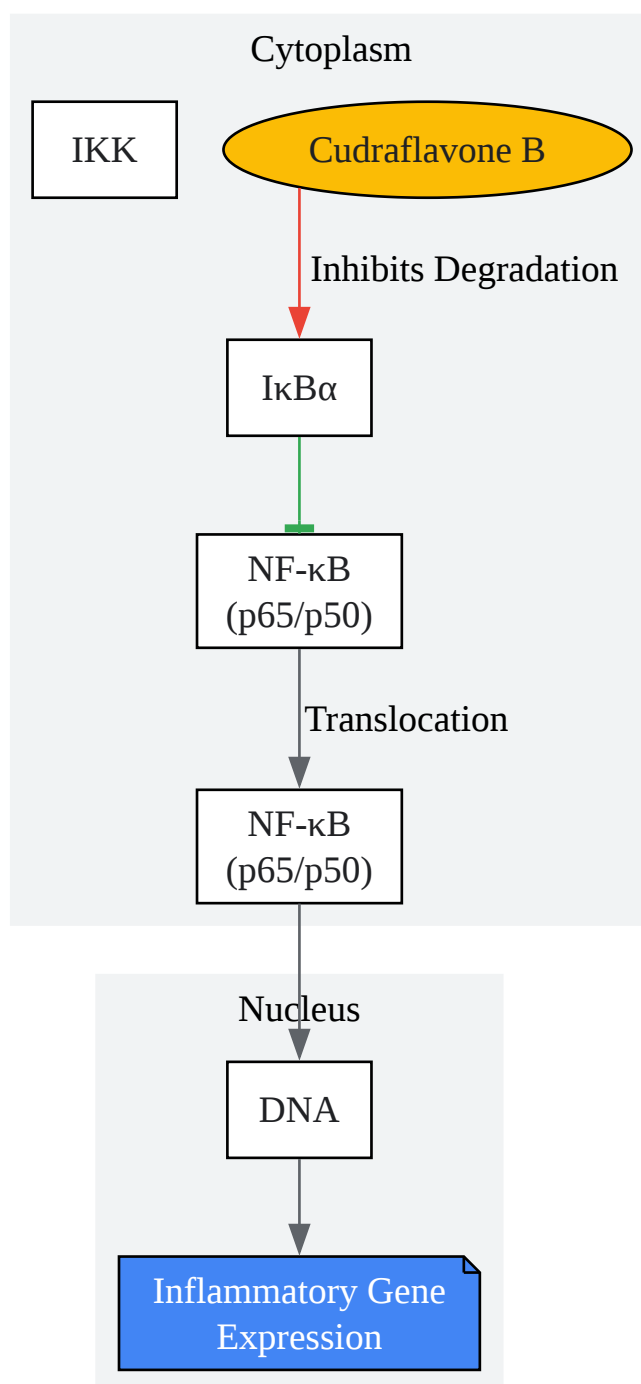 Cytoplasm
IKK
Cudraflavone B
Inhibits Degradation
IκBα
NF-κB
(p65/p50)
Translocation
NF-κB
(p65/p50)
Nucleus
DNA
Inflammatory Gene
Expression